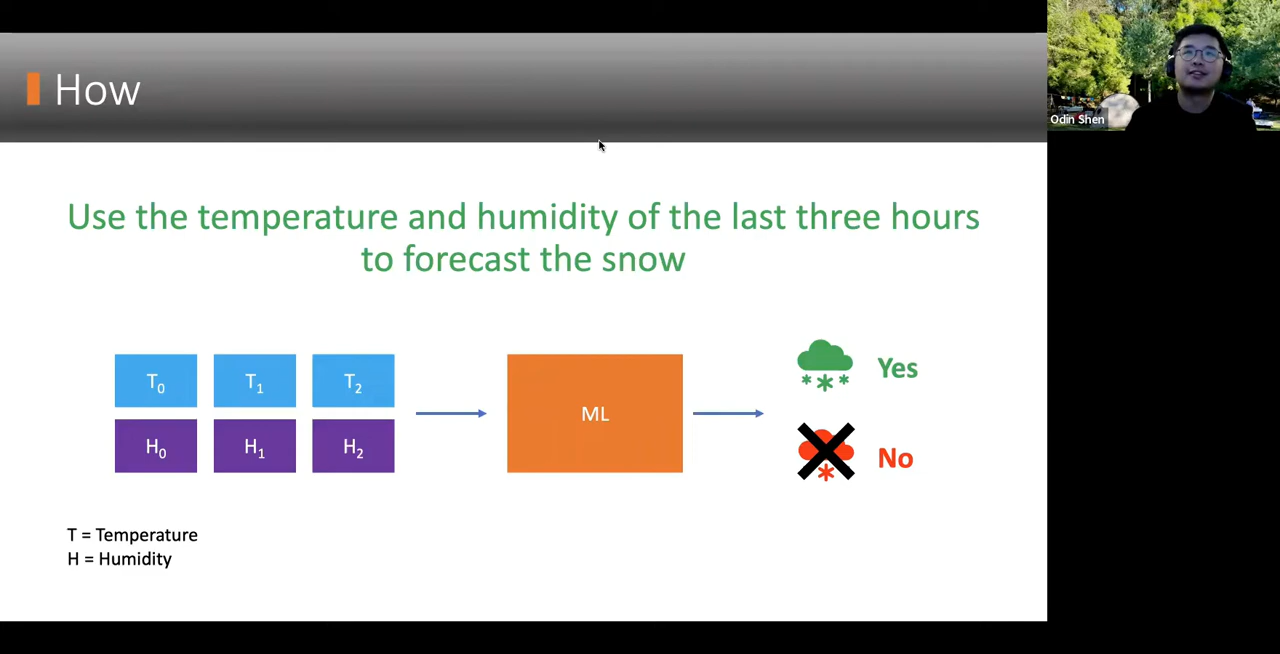 How
Odin Shen
Use the temperature and humidity of the last three hours
to forecast the snow
T₀ T₁ T₂
ML
Yes
H₀ H₁ H₂
No
T = Temperature
H = Humidity